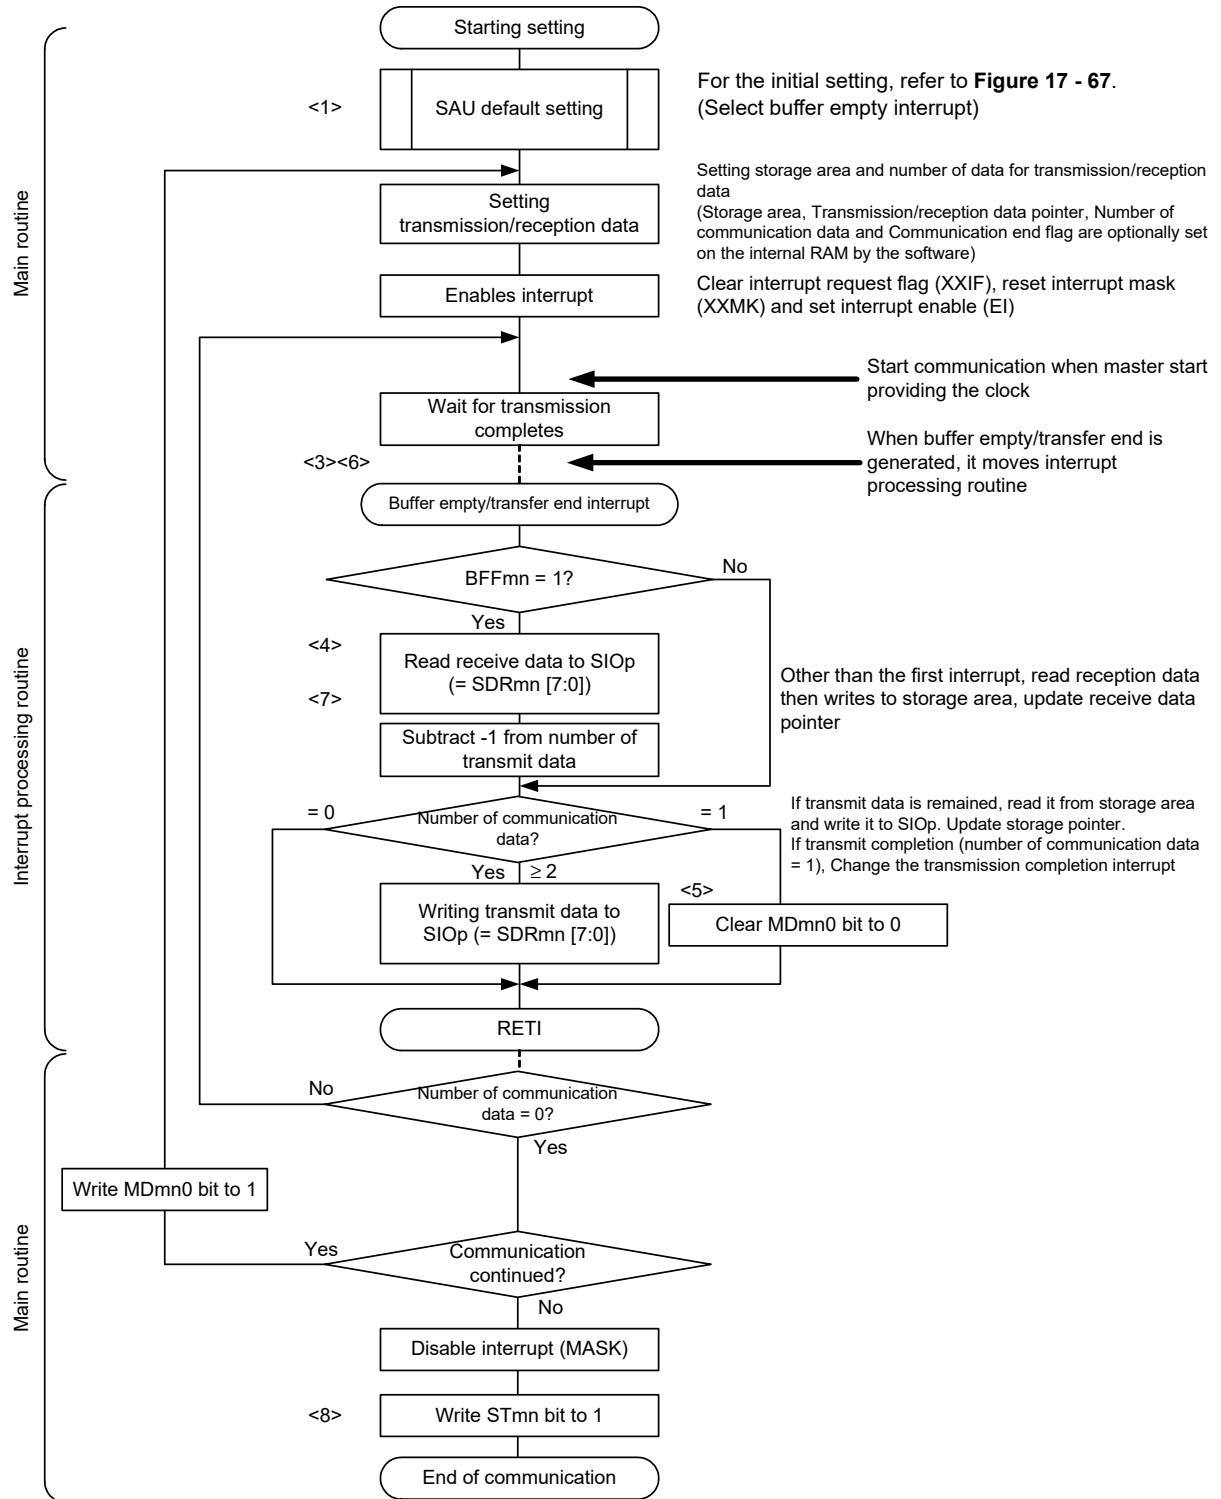 Starting setting
<1>
SAU default setting
For the initial setting, refer to Figure 17 - 67.
(Select buffer empty interrupt)
Setting
transmission/reception data
Setting storage area and number of data for transmission/reception
data
(Storage area, Transmission/reception data pointer, Number of
communication data and Communication end flag are optionally set
on the internal RAM by the software)
Main routine
Enables interrupt
Clear interrupt request flag (XXIF), reset interrupt mask
(XXMK) and set interrupt enable (EI)
Start communication when master start
providing the clock
Wait for transmission
completes
<3><6>
When buffer empty/transfer end is
generated, it moves interrupt
processing routine
Buffer empty/transfer end interrupt
BFFmn = 1?
No
Yes
<4>
Read receive data to SIOp
(= SDRmn [7:0])
<7>
Other than the first interrupt, read reception data
then writes to storage area, update receive data
pointer
Interrupt processing routine
Subtract -1 from number of
transmit data
= 0
Number of communication
data?
= 1
If transmit data is remained, read it from storage area
and write it to SIOp. Update storage pointer.
If transmit completion (number of communication data
= 1), Change the transmission completion interrupt
Yes
≥ 2
<5>
Writing transmit data to
SIOp (= SDRmn [7:0])
Clear MDmn0 bit to 0
RETI
No
Number of communication
data = 0?
Yes
Write MDmn0 bit to 1
Main routine
Yes
Communication
continued?
No
Disable interrupt (MASK)
<8>
Write STmn bit to 1
End of communication